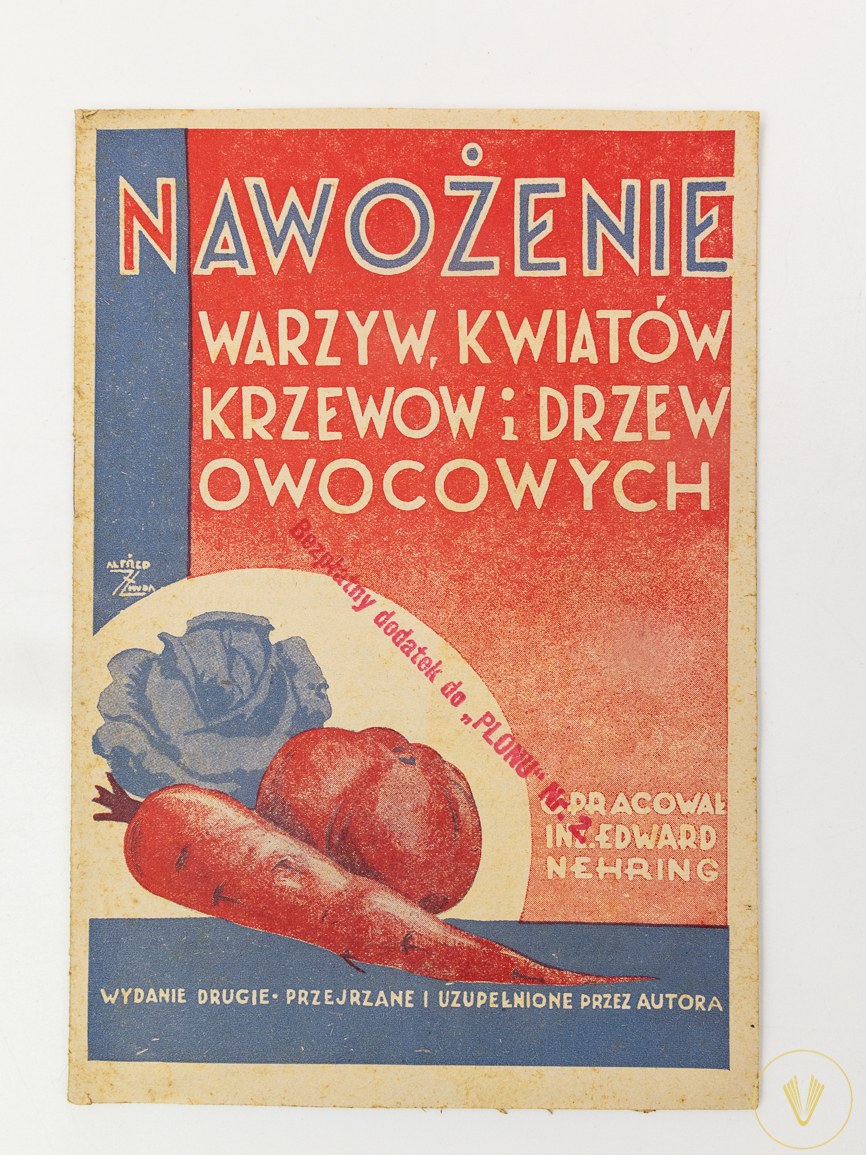 NAWOŻENIE
WARZYW, KWIATÓW
KRZEWOW i DRZEW
OWOCOWYCH
ALFRED
Bezpłatny dodatek do „PLONU" Nr. 2
OPRACOWAŁ
INŻ. EDWARD
NEHRING
WYDANIE DRUGIE · PRZEJRZANE I UZUPEŁNIONE PRZEZ AUTORA